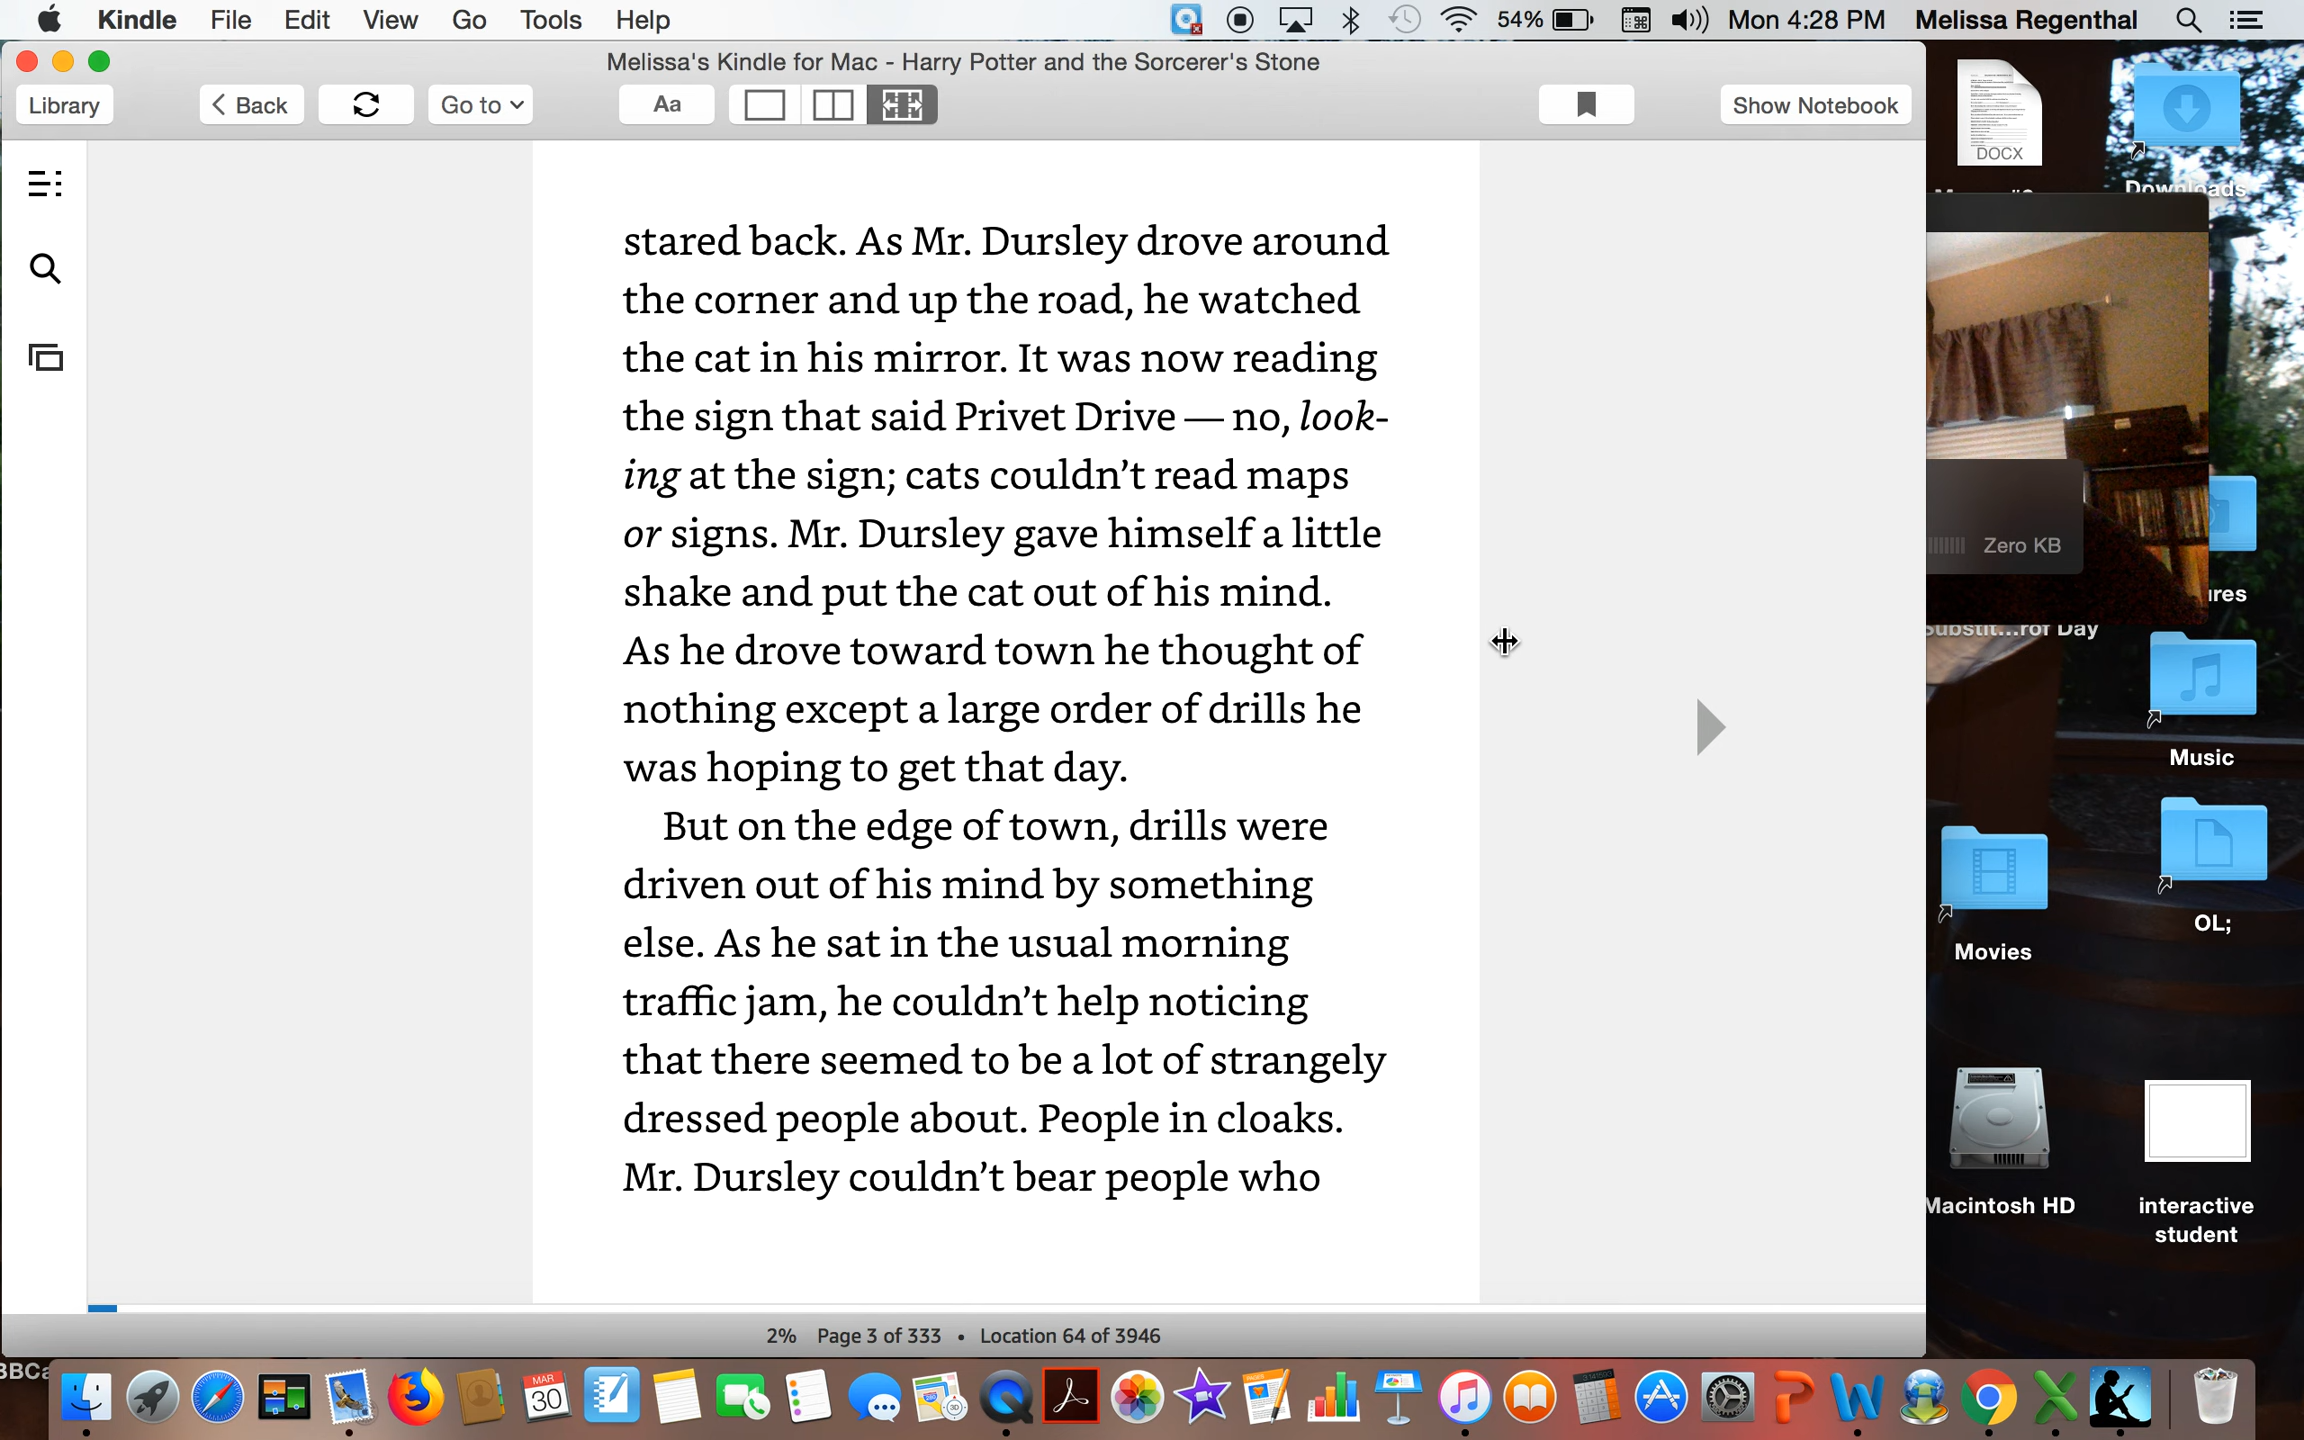 Kindle File Edit View Go Tools Help 54% Mon 4:28 PM Melissa Regenthal
Melissa's Kindle for Mac - Harry Potter and the Sorcerer's Stone
Library Back Go to Aa Show Notebook
DOCX
Downloads
stared back. As Mr. Dursley drove around
the corner and up the road, he watched
the cat in his mirror. It was now reading
the sign that said Privet Drive — no, look-
ing at the sign; cats couldn’t read maps
or signs. Mr. Dursley gave himself a little
shake and put the cat out of his mind.
As he drove toward town he thought of
nothing except a large order of drills he
was hoping to get that day.
But on the edge of town, drills were
driven out of his mind by something
else. As he sat in the usual morning
traffic jam, he couldn’t help noticing
that there seemed to be a lot of strangely
dressed people about. People in cloaks.
Mr. Dursley couldn’t bear people who
Zero KB
ures
Substit...rof Day
Music
Movies
OL;
Macintosh HD
interactive
student
2% Page 3 of 333 • Location 64 of 3946
MAR
30
PAGES